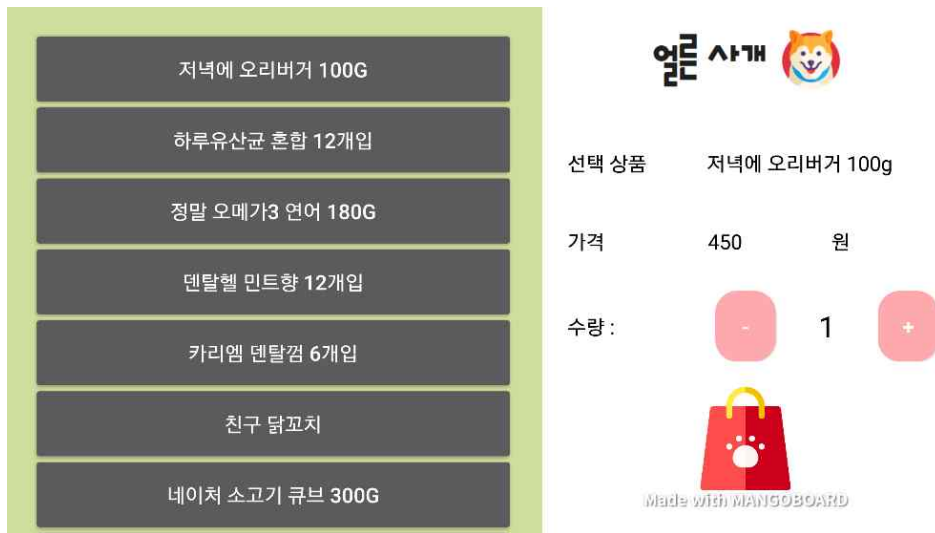 저녁에 오리버거 100G
하루유산균 혼합 12개입
정말 오메가3 연어 180G
덴탈헬 민트향 12개입
카리엠 덴탈껌 6개입
친구 닭꼬치
네이처 소고기 큐브 300G
얼른 사개
선택 상품 저녁에 오리버거 100g
가격 450 원
수량 : - 1 +
Made with MANGOBOARD